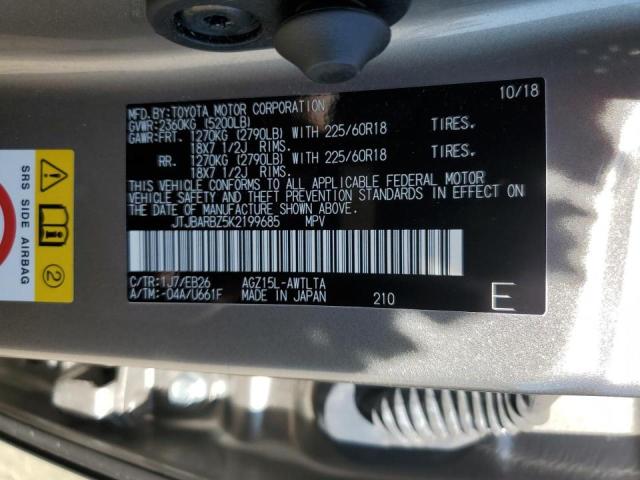 MFD.BY:TOYOTA MOTOR CORPORATION 10/18
GVWR:2360KG (5200LB)
GAWR:FRT. 1270KG (2790LB) WITH 225/60R18 TIRES.
18X7 1/2J RIMS.
RR. 1270KG (2790LB) WITH 225/60R18 TIRES.
18X7 1/2J RIMS.
THIS VEHICLE CONFORMS TO ALL APPLICABLE FEDERAL MOTOR
VEHICLE SAFETY AND THEFT PREVENTION STANDARDS IN EFFECT ON
THE DATE OF MANUFACTURE SHOWN ABOVE.
JTJBARBZ5K2199685 MPV
C/TR:1J7/EB26 AGZ15L-AWTLTA
A/TM:-04A/U661F MADE IN JAPAN 210 E
SRS SIDE AIRBAG
2